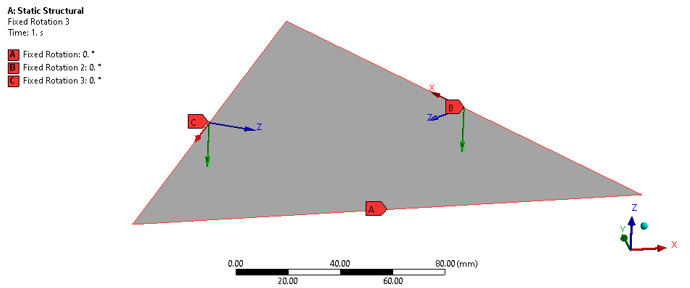 A: Static Structural
Fixed Rotation 3
Time: 1. s
A Fixed Rotation: 0. °
B Fixed Rotation 2: 0. °
C Fixed Rotation 3: 0. °
X
B
Z
C
Z
A
Z
Y
X
0.00 40.00 80.00 (mm)
20.00 60.00